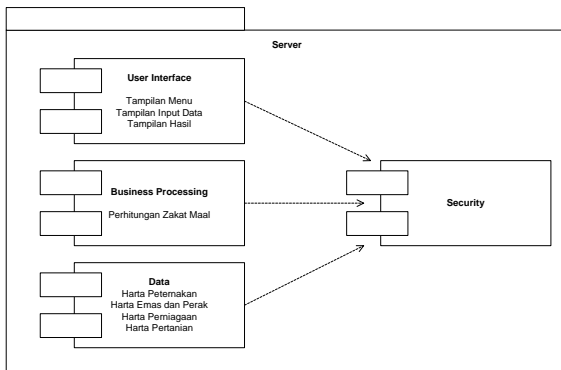 Server
User Interface
Tampilan Menu
Tampilan Input Data
Tampilan Hasil
Business Processing
Perhitungan Zakat Maal
Security
Data
Harta Peternakan
Harta Emas dan Perak
Harta Perniagaan
Harta Pertanian